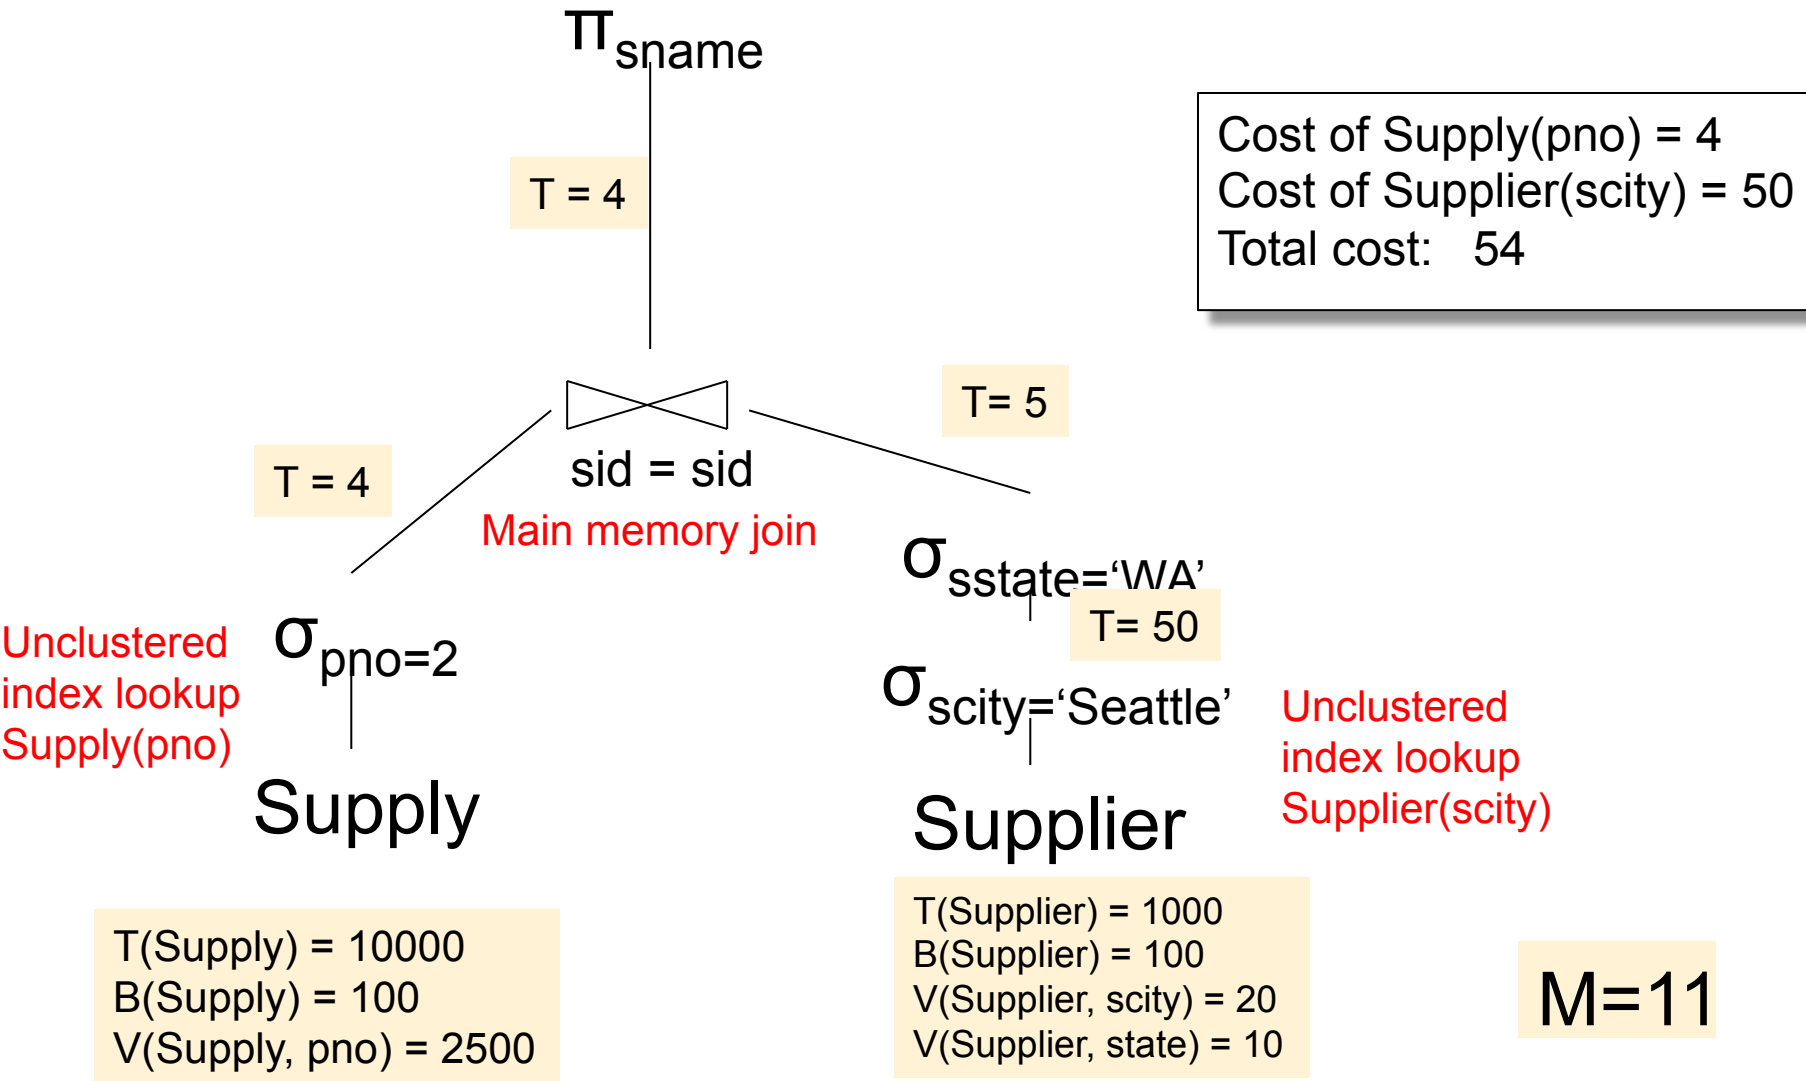 π sname
Cost of Supply(pno) = 4
Cost of Supplier(scity) = 50
Total cost: 54
T = 4
T= 5
T = 4
sid = sid
Main memory join
σ sstate=‘WA’
T= 50
Unclustered
index lookup
Supply(pno)
σ pno=2
σ scity=‘Seattle’
Unclustered
index lookup
Supplier(scity)
Supply
Supplier
T(Supply) = 10000
B(Supply) = 100
V(Supply, pno) = 2500
T(Supplier) = 1000
B(Supplier) = 100
V(Supplier, scity) = 20
V(Supplier, state) = 10
M=11